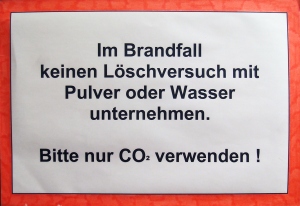 Im Brandfall
keinen Löschversuch mit
Pulver oder Wasser
unternehmen.
Bitte nur CO₂ verwenden !